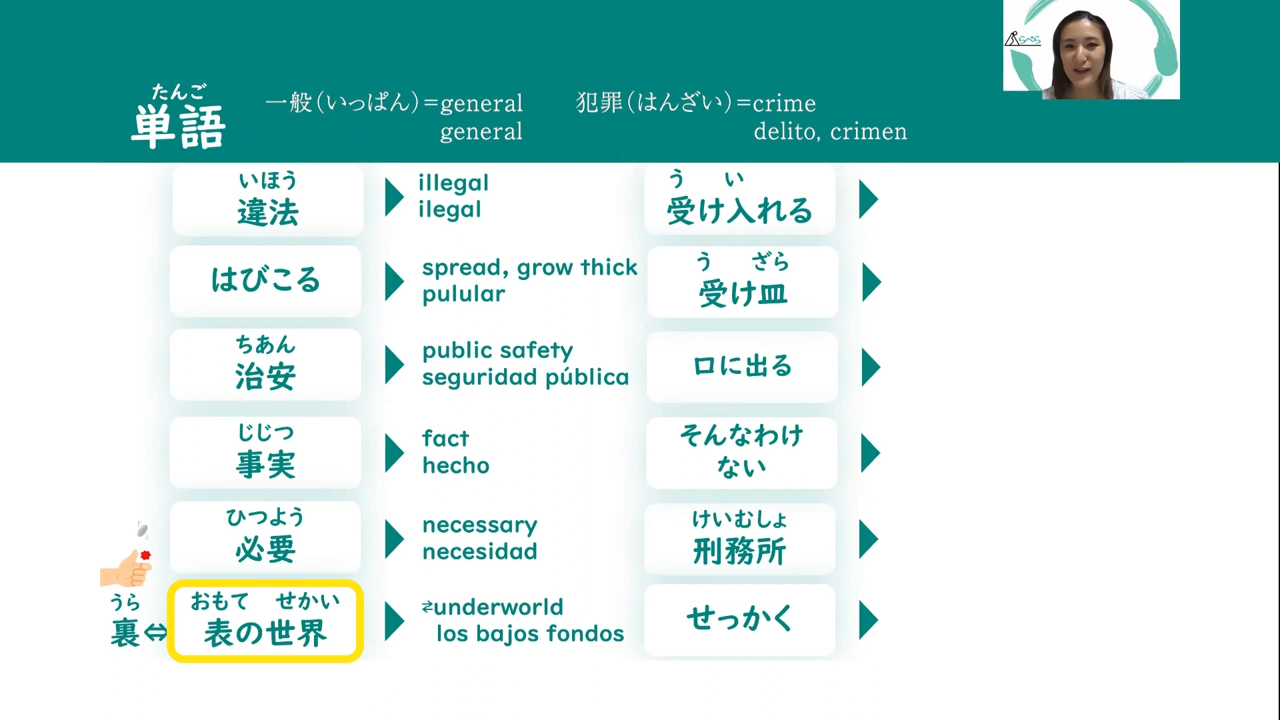 たんご
単語
一般(いっぱん)=general
general
犯罪(はんざい)=crime
delito, crimen
らぺら
いほう
違法
illegal
ilegal
はびこる
spread, grow thick
pulular
ちあん
治安
public safety
seguridad pública
じじつ
事実
fact
hecho
ひつよう
必要
necessary
necesidad
うら
裏⇔
おもて せかい
表の世界
⇄underworld
los bajos fondos
う い
受け入れる
う ざら
受け皿
口に出る
そんなわけ
ない
けいむしょ
刑務所
せっかく